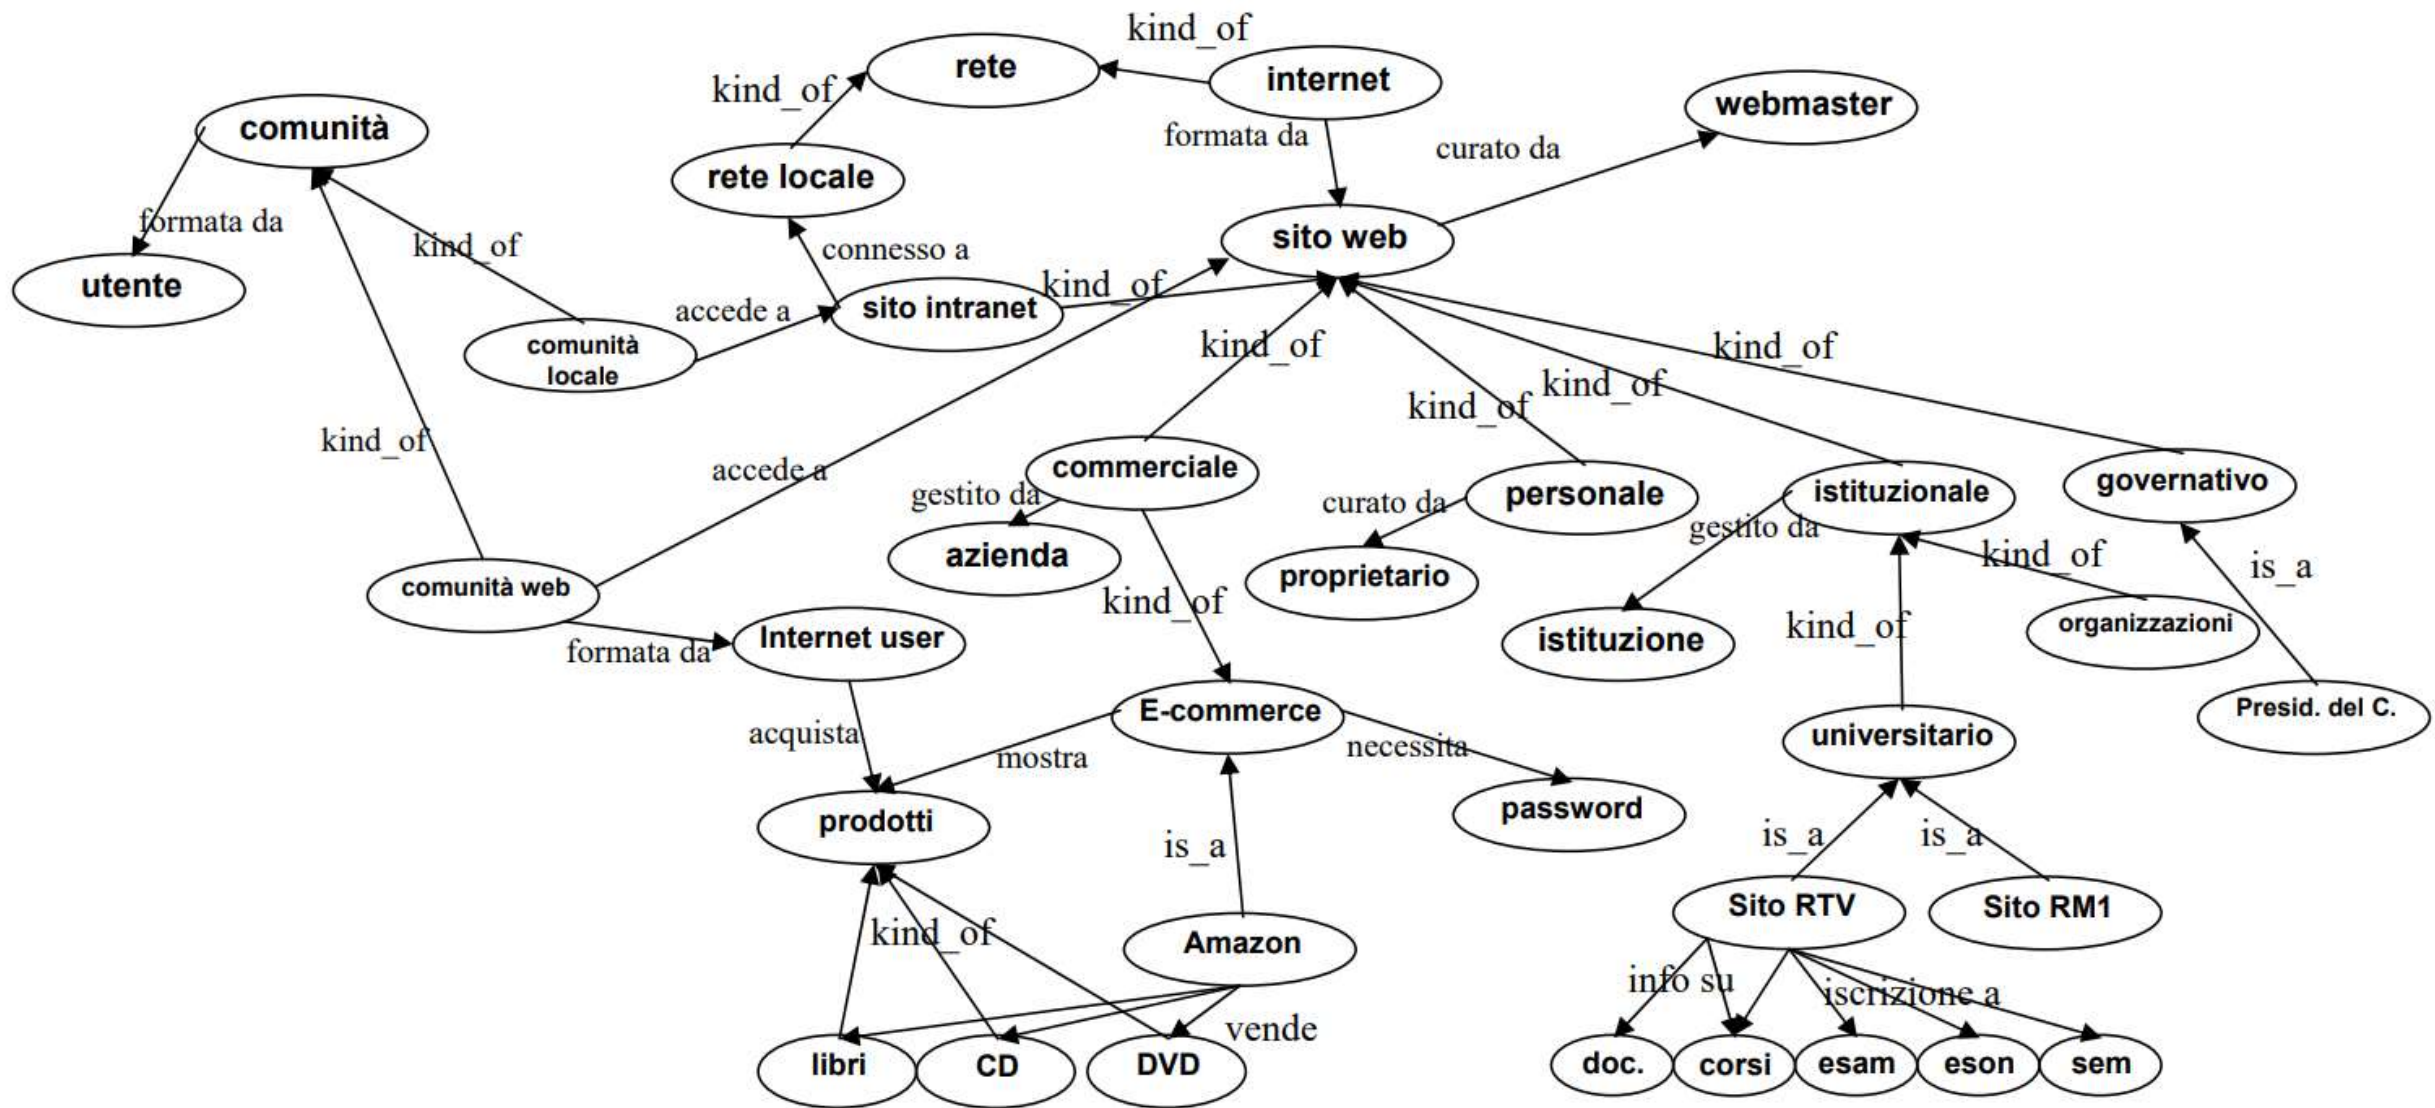 kind_of
rete
internet
kind_of
webmaster
comunità
formata da
curato da
rete locale
formata da
kind_of
connesso a
sito web
utente
accede a
sito intranet
kind_of
comunità
locale
kind_of
kind_of
kind_of
kind_of
kind_of
accede a
commerciale
personale
istituzionale
governativo
gestito da
curato da
gestito da
azienda
proprietario
kind_of
is_a
comunità web
kind_of
organizzazioni
formata da
Internet user
istituzione
kind_of
Presid. del C.
acquista
E-commerce
universitario
mostra
necessita
prodotti
password
is_a
is_a
is_a
kind_of
Amazon
Sito RTV
Sito RM1
vende
info su
iscrizione a
libri
CD
DVD
doc.
corsi
esam
eson
sem